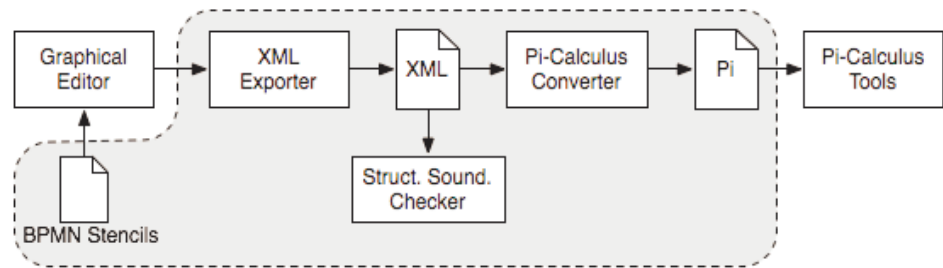 Graphical
Editor
XML
Exporter
XML
Pi-Calculus
Converter
Pi
Pi-Calculus
Tools
Struct. Sound.
Checker
BPMN Stencils